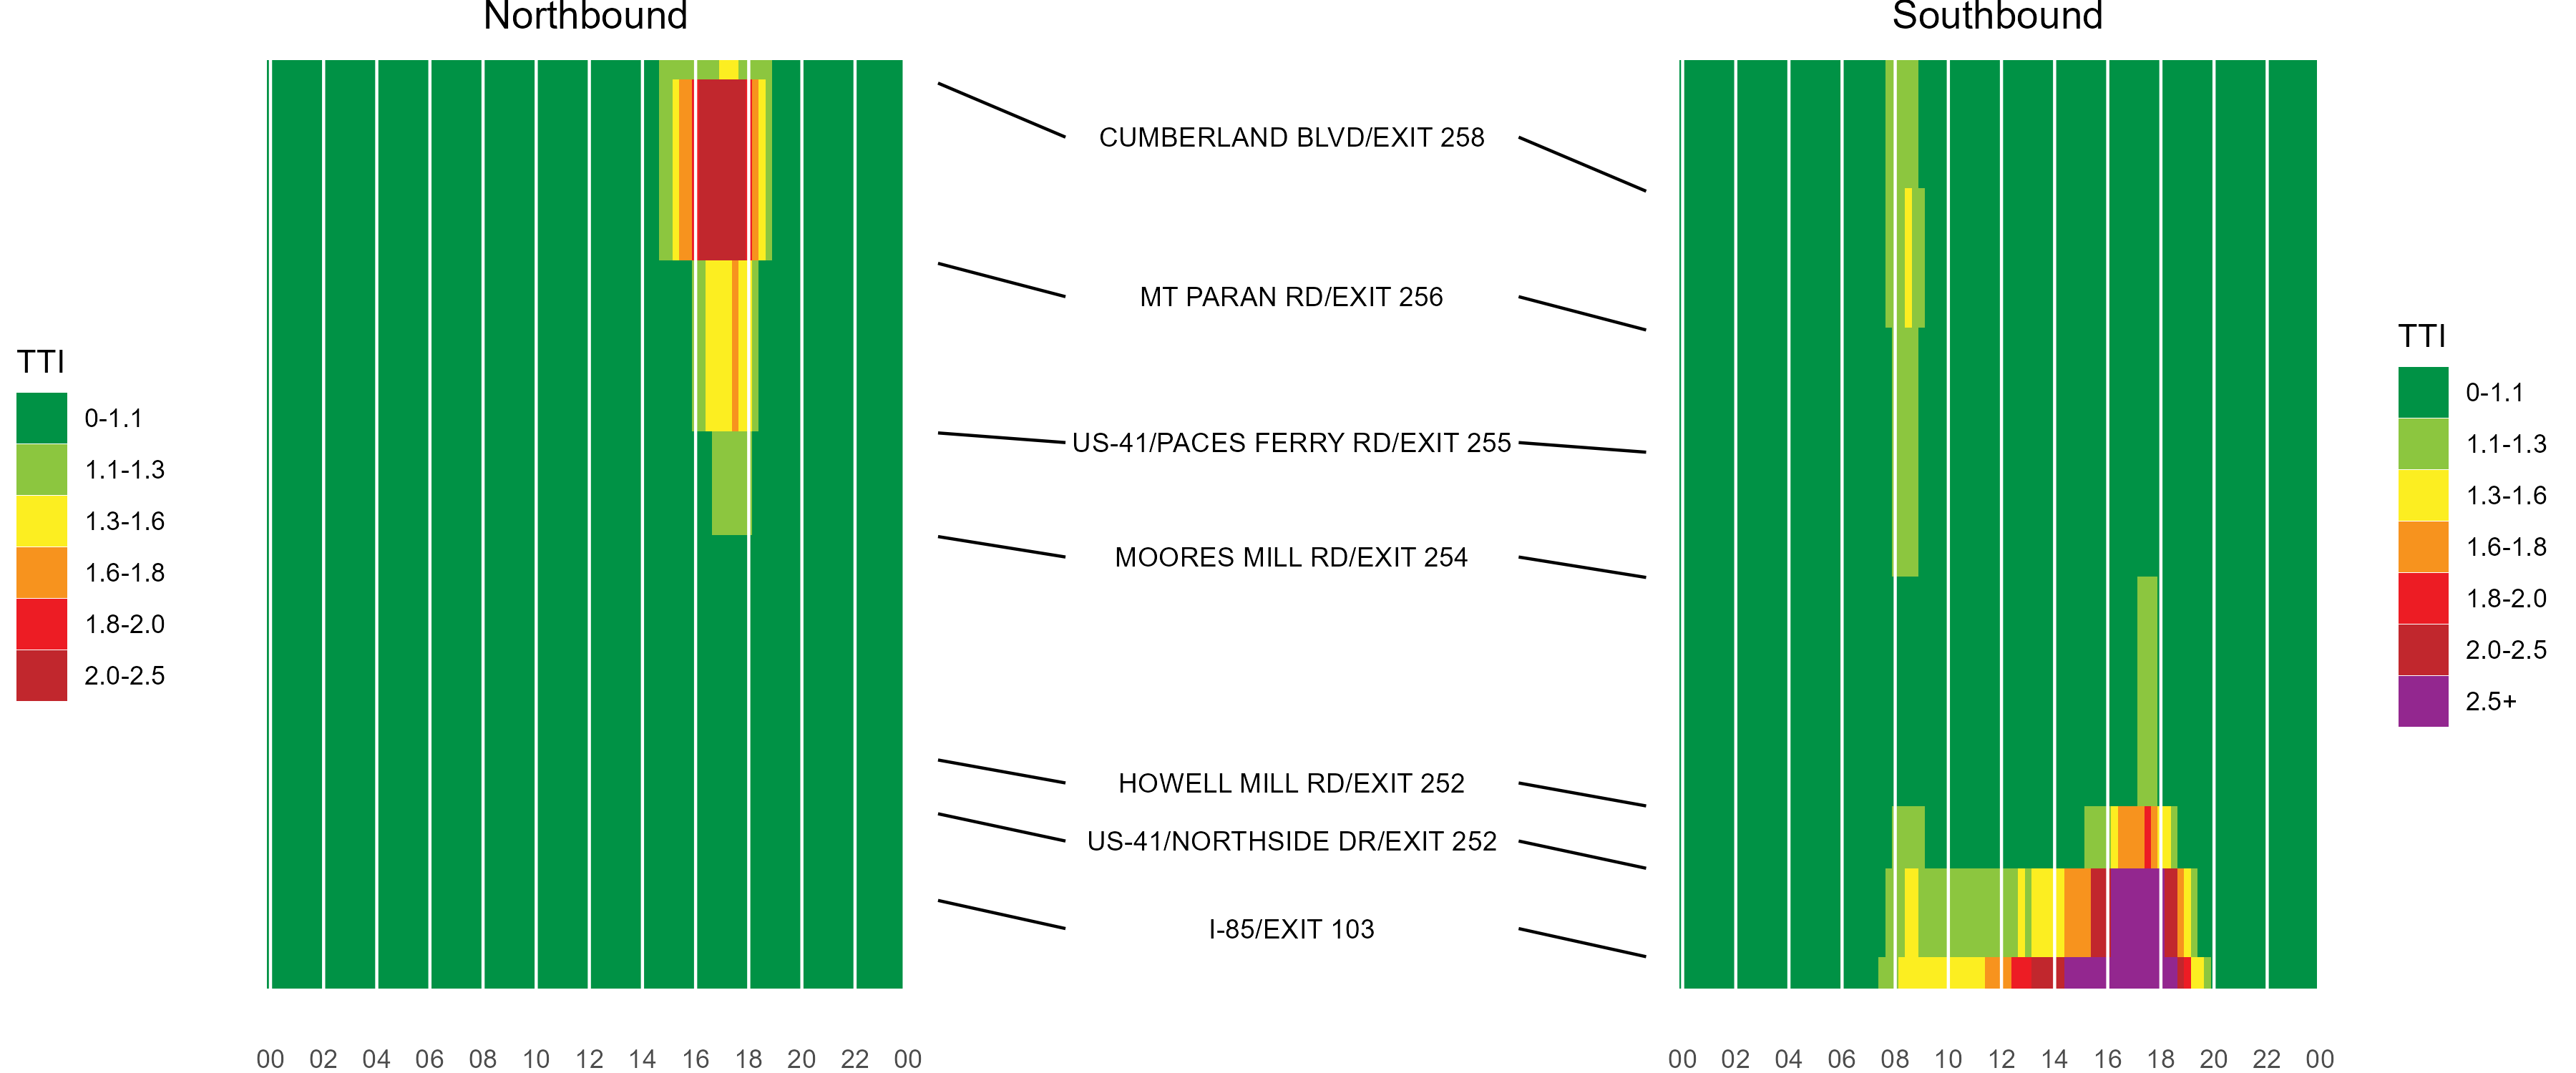 Northbound
Southbound
CUMBERLAND BLVD/EXIT 258
MT PARAN RD/EXIT 256
US-41/PACES FERRY RD/EXIT 255
MOORES MILL RD/EXIT 254
HOWELL MILL RD/EXIT 252
US-41/NORTHSIDE DR/EXIT 252
I-85/EXIT 103
TTI
0-1.1
1.1-1.3
1.3-1.6
1.6-1.8
1.8-2.0
2.0-2.5
TTI
0-1.1
1.1-1.3
1.3-1.6
1.6-1.8
1.8-2.0
2.0-2.5
2.5+
00 02 04 06 08 10 12 14 16 18 20 22 00
00 02 04 06 08 10 12 14 16 18 20 22 00